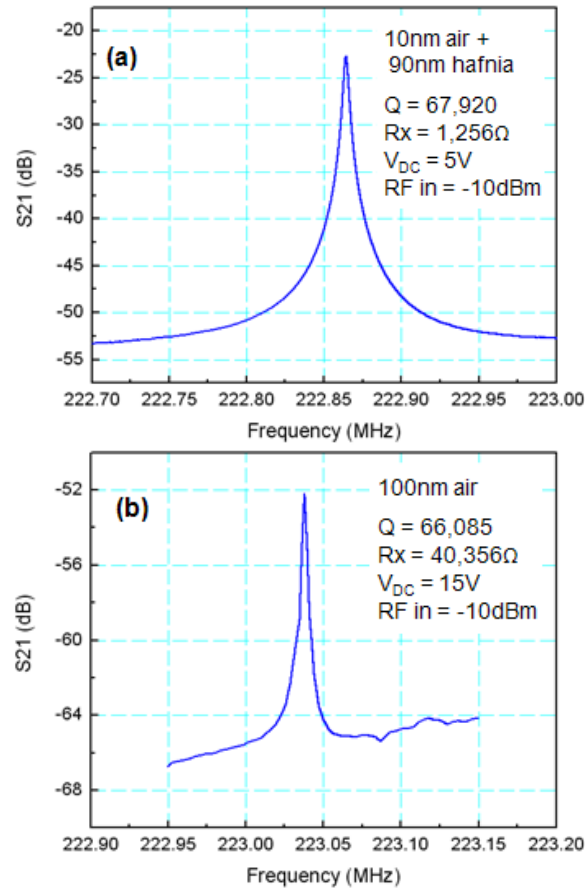 -20
-25
-30
-35
-40
-45
-50
-55
S21 (dB)
(a)
10nm air +
90nm hafnia
Q = 67,920
Rx = 1,256Ω
V_DC = 5V
RF in = -10dBm
222.70 222.75 222.80 222.85 222.90 222.95 223.00
Frequency (MHz)
-52
-56
-60
-64
-68
S21 (dB)
(b)
100nm air
Q = 66,085
Rx = 40,356Ω
V_DC = 15V
RF in = -10dBm
222.90 222.95 223.00 223.05 223.10 223.15 223.20
Frequency (MHz)